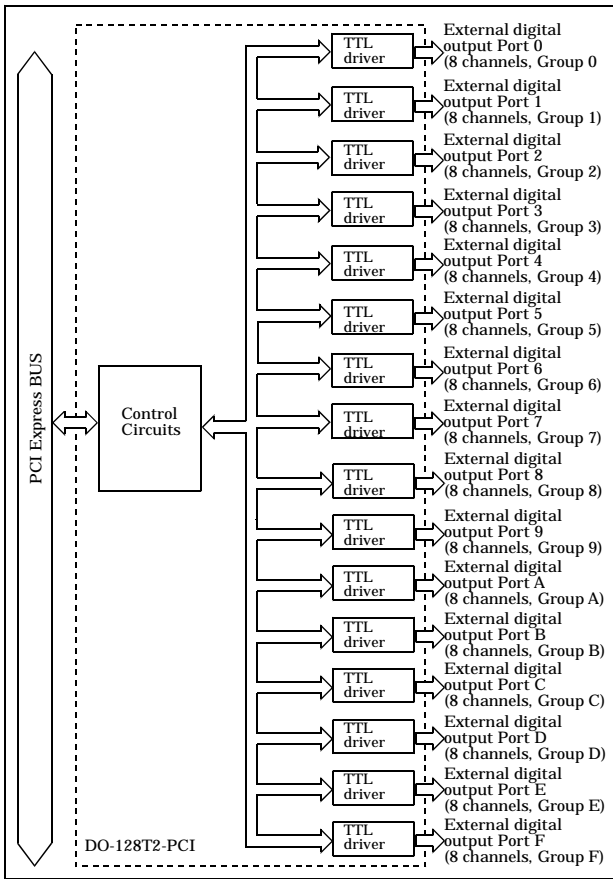 PCI Express BUS
Control
Circuits
DO-128T2-PCI
TTL
driver
External digital
output Port 0
(8 channels, Group 0
TTL
driver
External digital
output Port 1
(8 channels, Group 1)
TTL
driver
External digital
output Port 2
(8 channels, Group 2)
TTL
driver
External digital
output Port 3
(8 channels, Group 3)
TTL
driver
External digital
output Port 4
(8 channels, Group 4)
TTL
driver
External digital
output Port 5
(8 channels, Group 5)
TTL
driver
External digital
output Port 6
(8 channels, Group 6)
TTL
driver
External digital
output Port 7
(8 channels, Group 7)
TTL
driver
External digital
output Port 8
(8 channels, Group 8)
TTL
driver
External digital
output Port 9
(8 channels, Group 9)
TTL
driver
External digital
output Port A
(8 channels, Group A)
TTL
driver
External digital
output Port B
(8 channels, Group B)
TTL
driver
External digital
output Port C
(8 channels, Group C)
TTL
driver
External digital
output Port D
(8 channels, Group D)
TTL
driver
External digital
output Port E
(8 channels, Group E)
TTL
driver
External digital
output Port F
(8 channels, Group F)